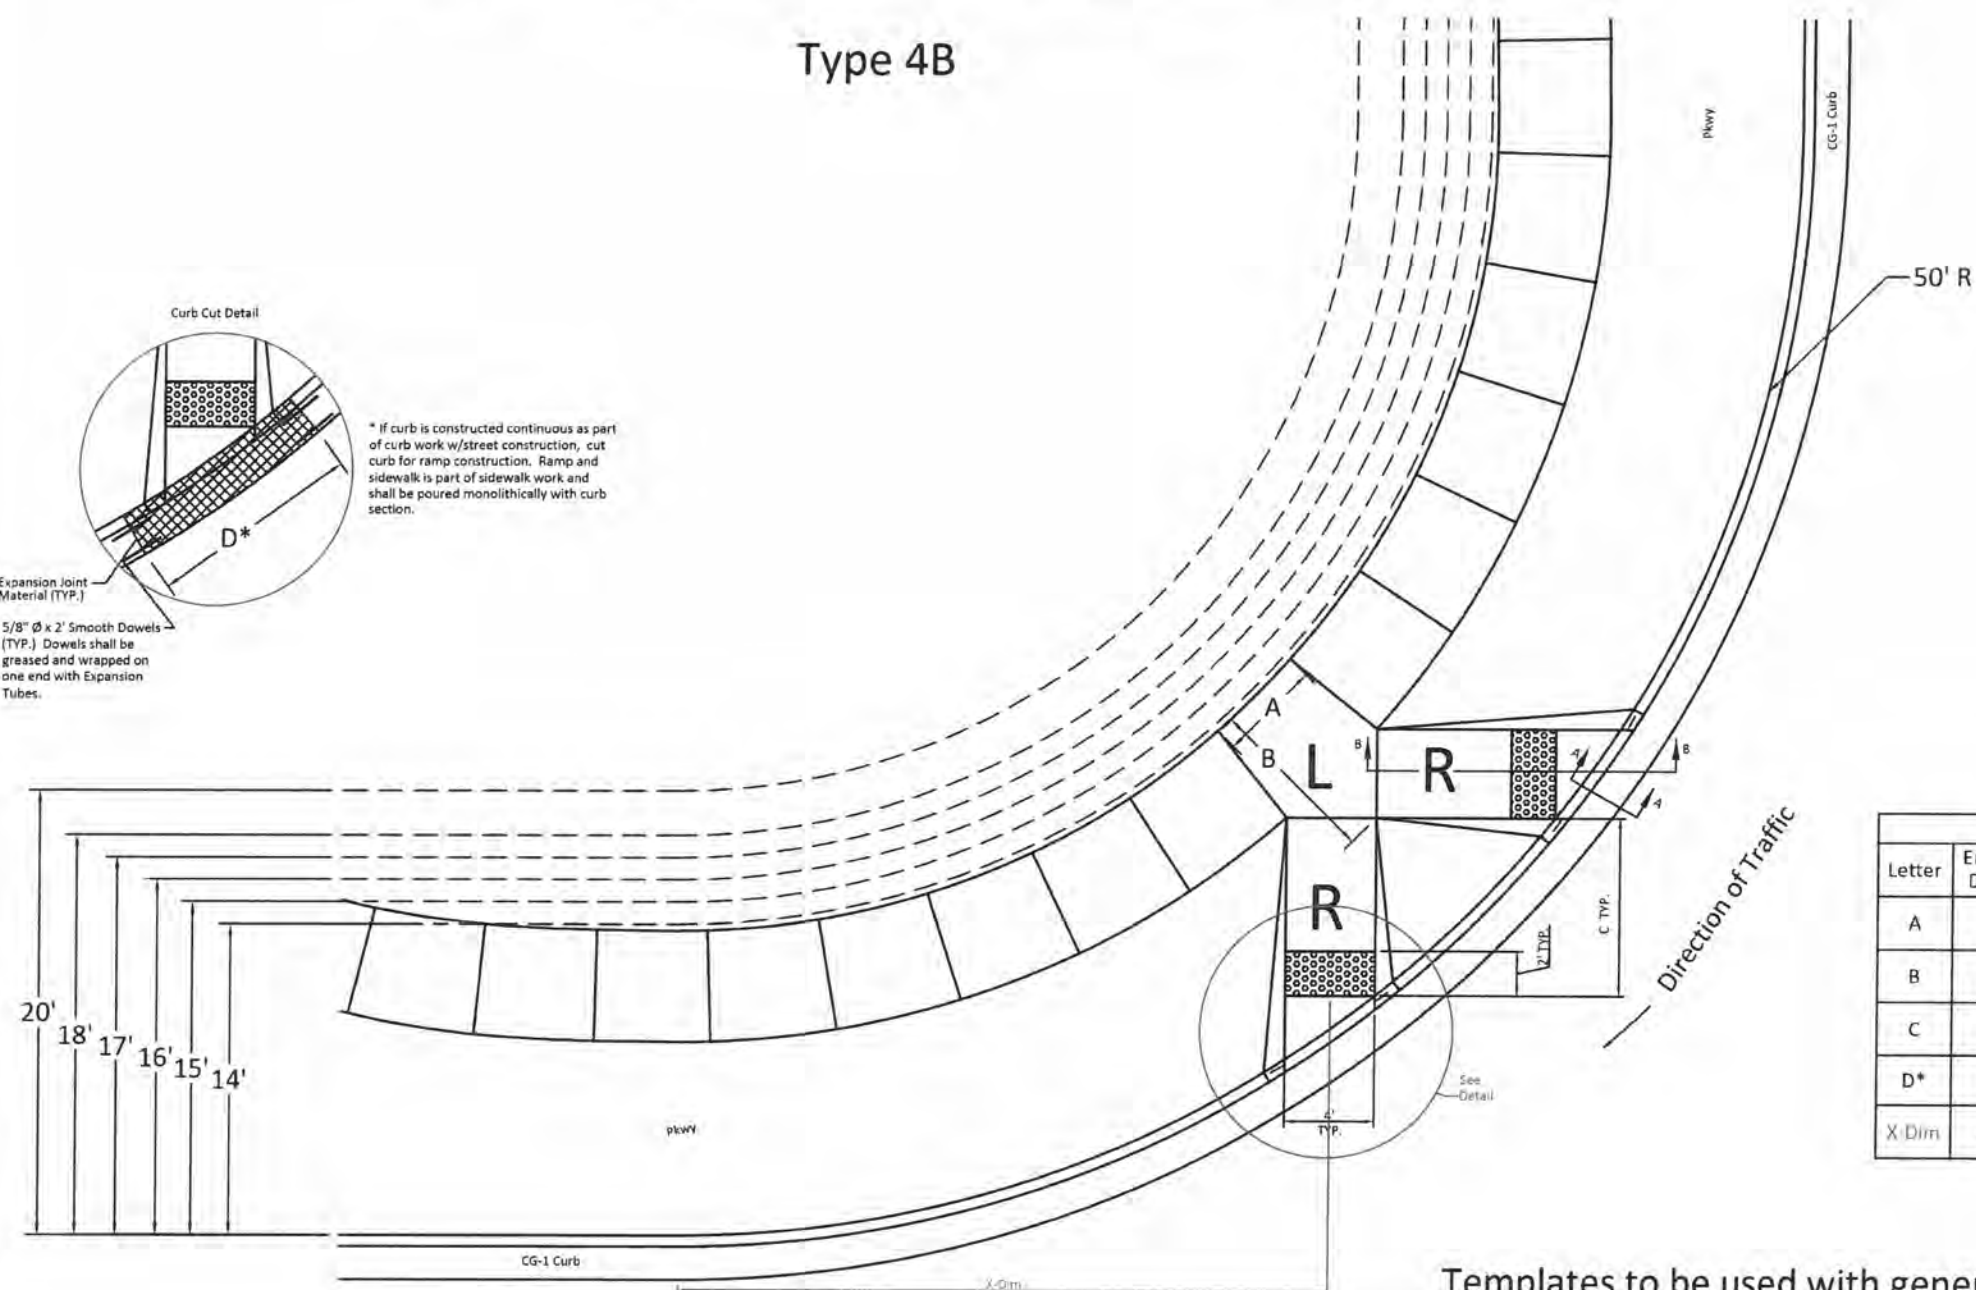 Type 4B
Pkwy
CG-1 Curb
50' R
Curb Cut Detail
* If curb is constructed continuous as part
of curb work w/street construction, cut
curb for ramp construction. Ramp and
sidewalk is part of sidewalk work and
shall be poured monolithically with curb
section.
D*
Expansion Joint
Material (TYP.)
5/8" Ø x 2' Smooth Dowels
(TYP.) Dowels shall be
greased and wrapped on
one end with Expansion
Tubes.
A
B
L
B
R
A
B
A
R
C TYP.
2' TYP.
Direction of Traffic
See
Detail
4'
TYP.
20'
18'
17'
16'
15'
14'
pkwy
CG-1 Curb
X-Dim
Letter
A
B
C
D*
X-Dim
Templates to be used with